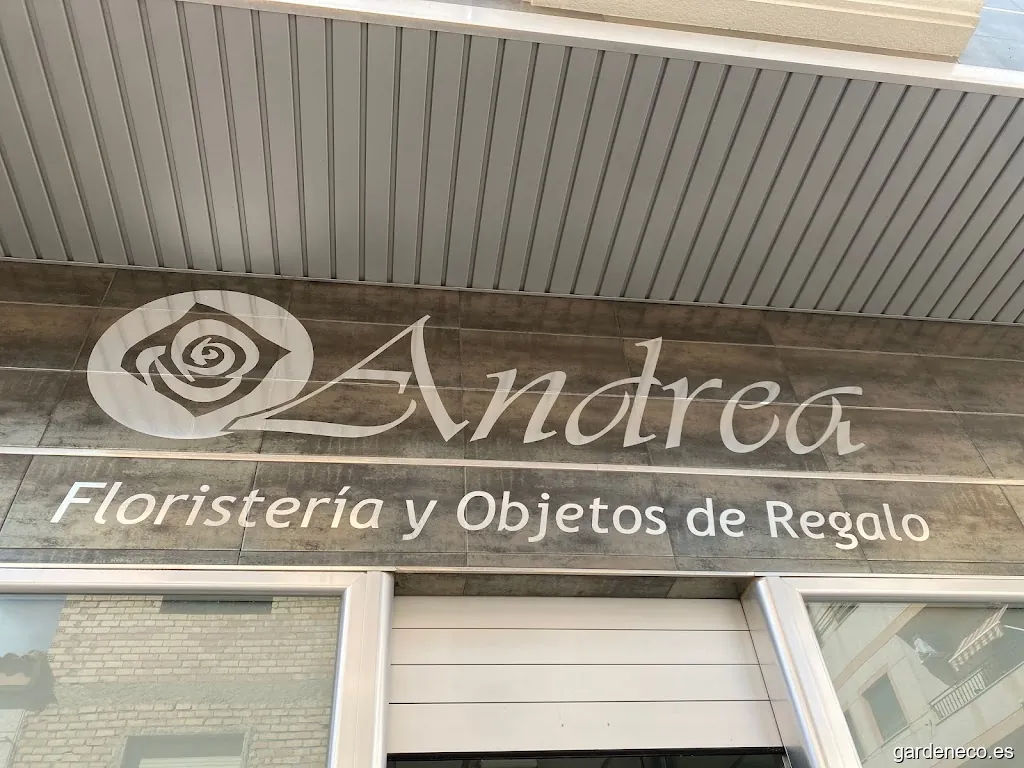 Andrea
Floristería y Objetos de Regalo
gardeneco.es